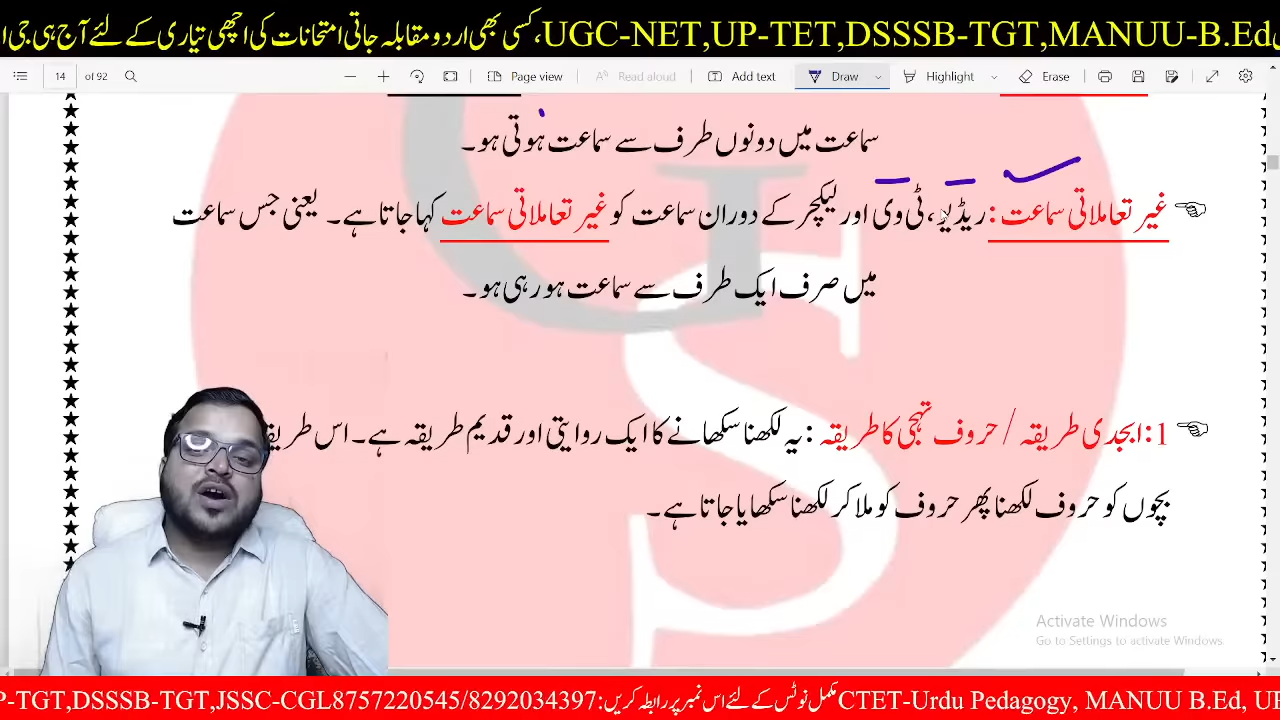 ،UGC-NET,UP-TET,DSSSB-TGT,MANUU-B.Ed کسی بھی اردو مقابلہ جاتی امتحانات کی اچھی تیاری کے لئے آج ہی جی ا
14 of 92 Page view Read aloud Add text Draw Highlight Erase
سماعت میں دونوں طرف سے سماعت ہوتی ہو۔
غیر تعاملاتی سماعت : ریڈیو، ٹی وی اور لیکچر کے دوران سماعت کو غیر تعاملاتی سماعت کہا جاتا ہے۔ یعنی جس سماعت
میں صرف ایک طرف سے سماعت ہو رہی ہو۔
1: ابجدی طریقہ / حروف تہجی کا طریقہ : یہ لکھنا سکھانے کا ایک روایتی اور قدیم طریقہ ہے۔ اس
بچوں کو حروف لکھنا پھر حروف کو ملا کر لکھنا سکھایا جاتا ہے۔
Activate Windows
Go to Settings to activate Windows.
P-TGT,DSSSB-TGT,JSSC-CGL8757220545/8292034397:مکمل نوٹس کے لئے اس نمبر پر رابطہ کریں CTET-Urdu Pedagogy, MANUU B.Ed, U